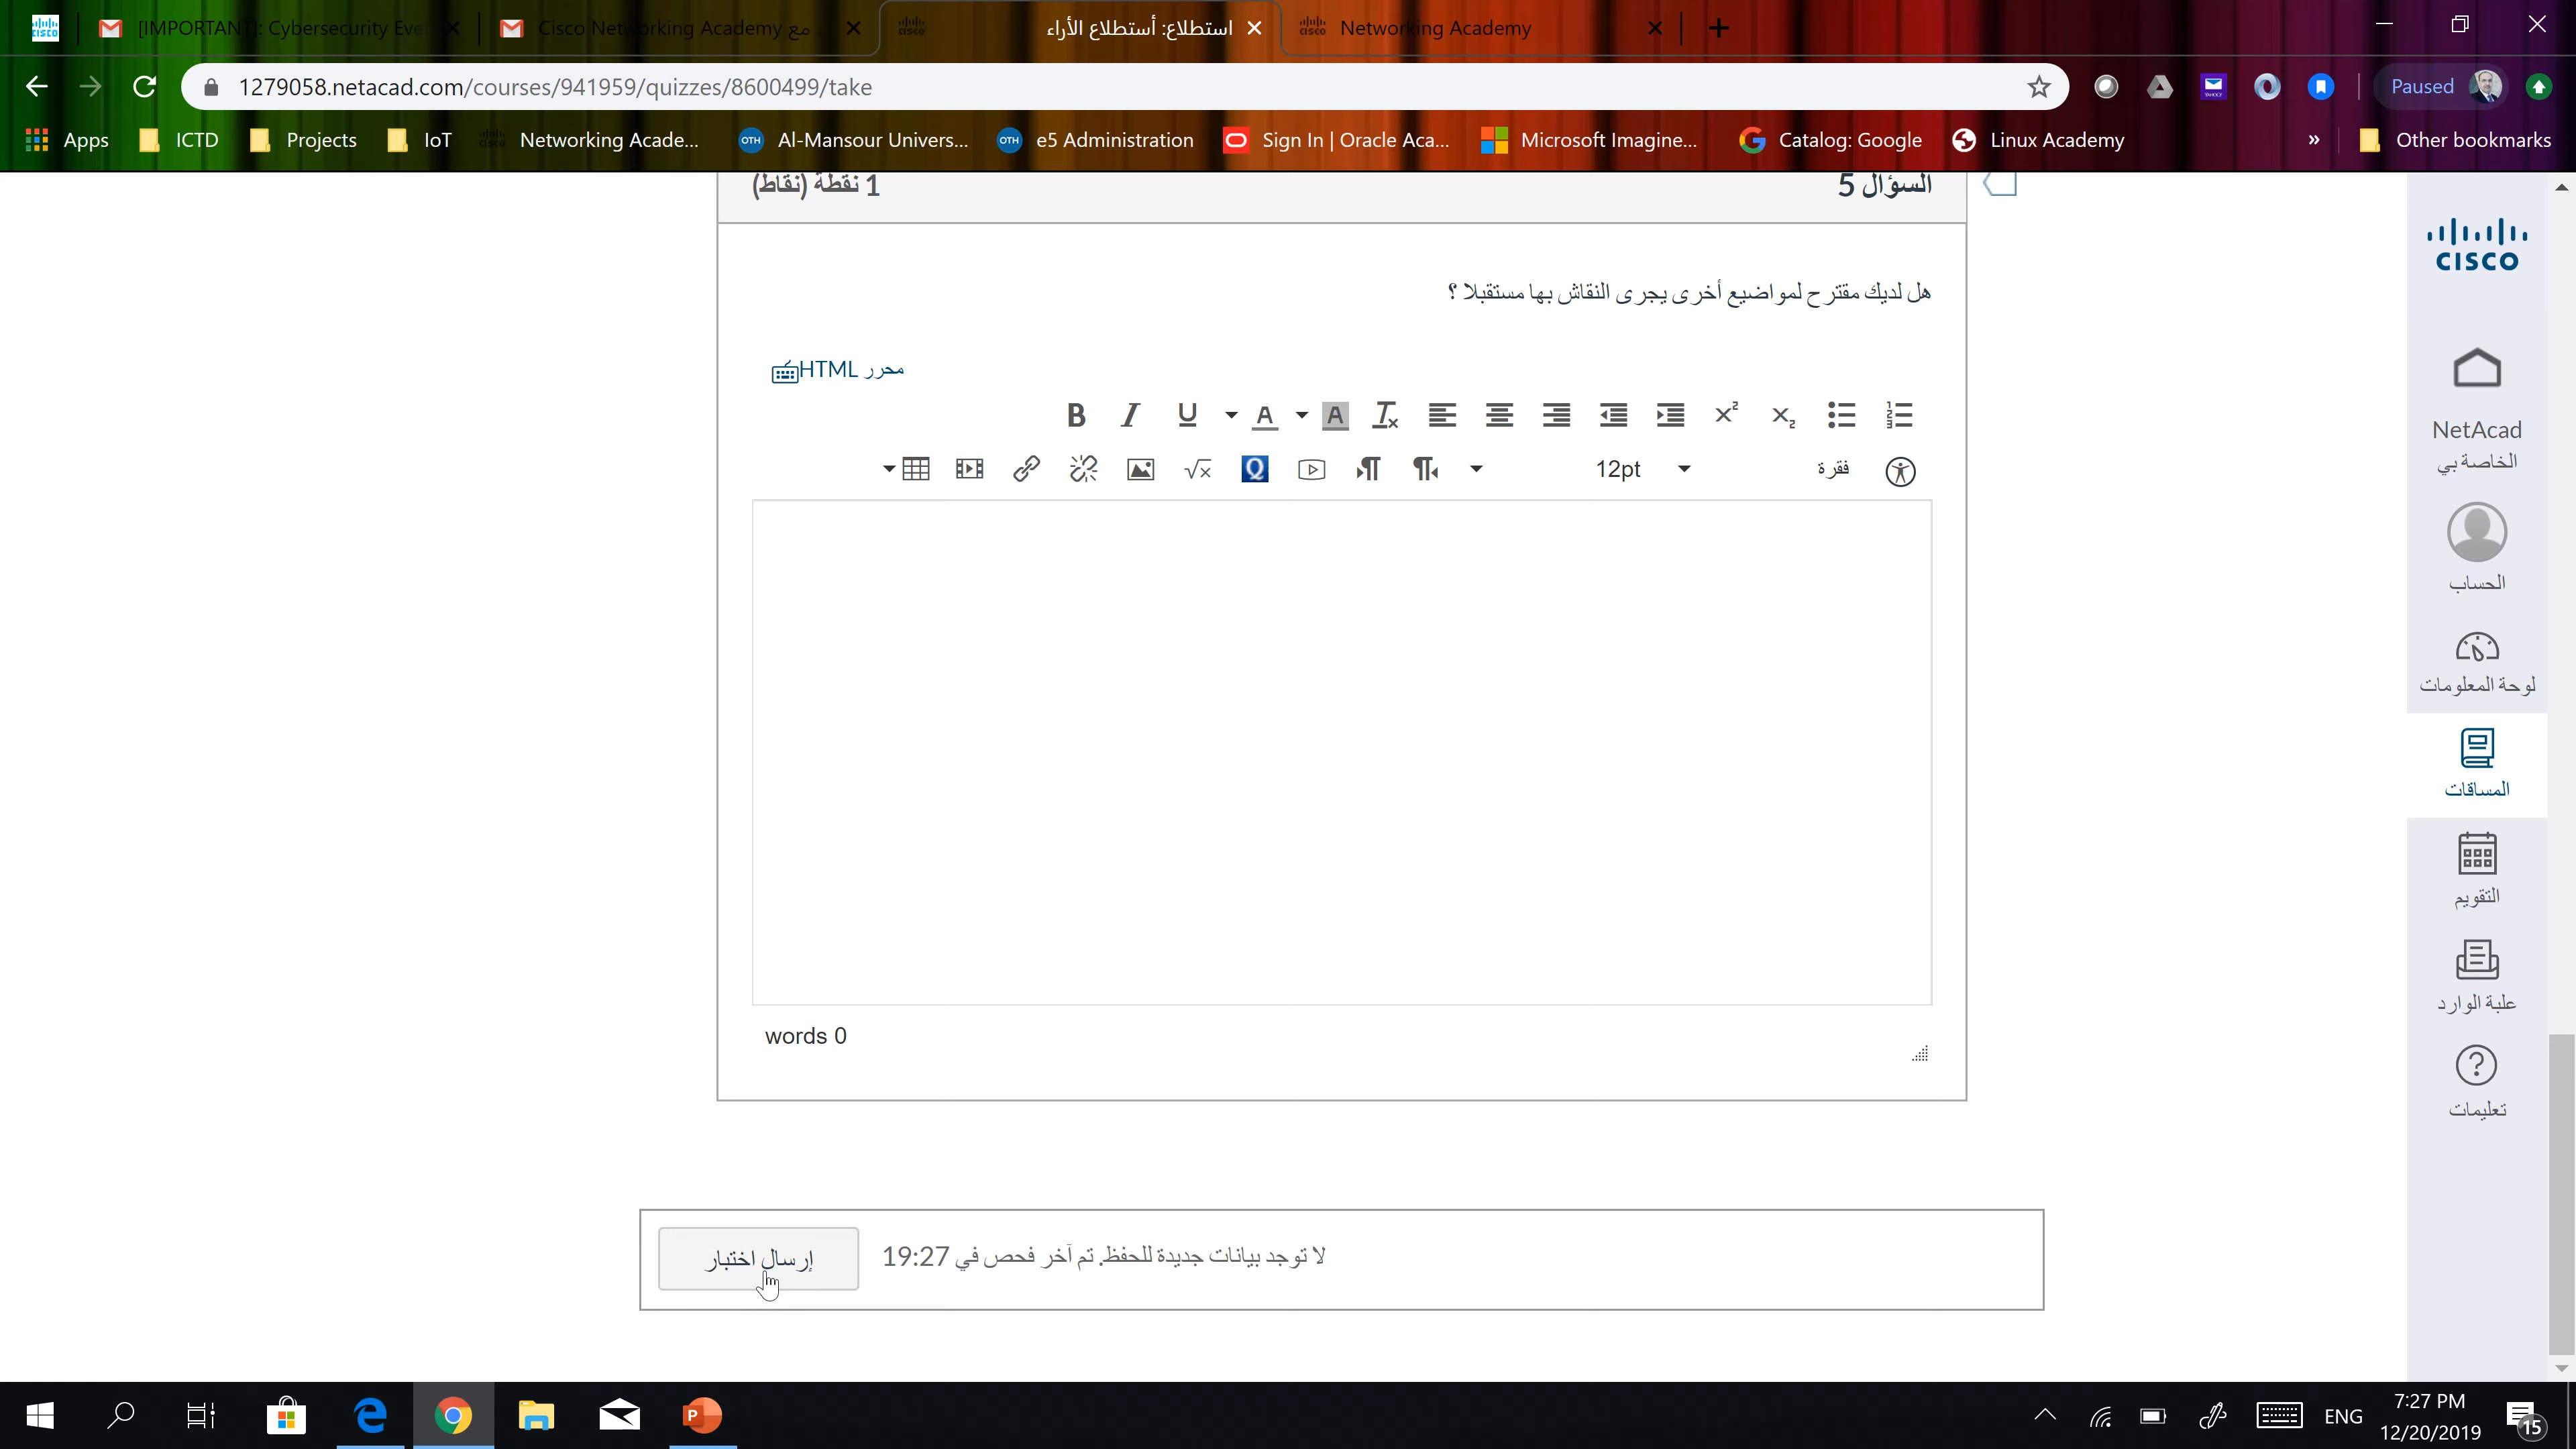 [IMPORTANT]: Cybersecurity Eve
Cisco Networking Academy مع
استطلاع: أستطلاع الأراء
Networking Academy
1279058.netacad.com/courses/941959/quizzes/8600499/take
Paused
Apps
ICTD
Projects
IoT
Networking Acade...
Al-Mansour Univers...
e5 Administration
Sign In | Oracle Aca...
Microsoft Imagine...
Catalog: Google
Linux Academy
»
Other bookmarks
السؤال 5
1 نقطة (نقاط)
هل لديك مقترح لمواضيع أخرى يجرى النقاش بها مستقبلا ؟
محرر HTML
12pt
فقرة
words 0
إرسال اختبار
لا توجد بيانات جديدة للحفظ. تم آخر فحص في 19:27
CISCO
NetAcad
الخاصة بي
الحساب
لوحة المعلومات
المساقات
التقويم
علبة الوارد
تعليمات
ENG
7:27 PM
12/20/2019
15